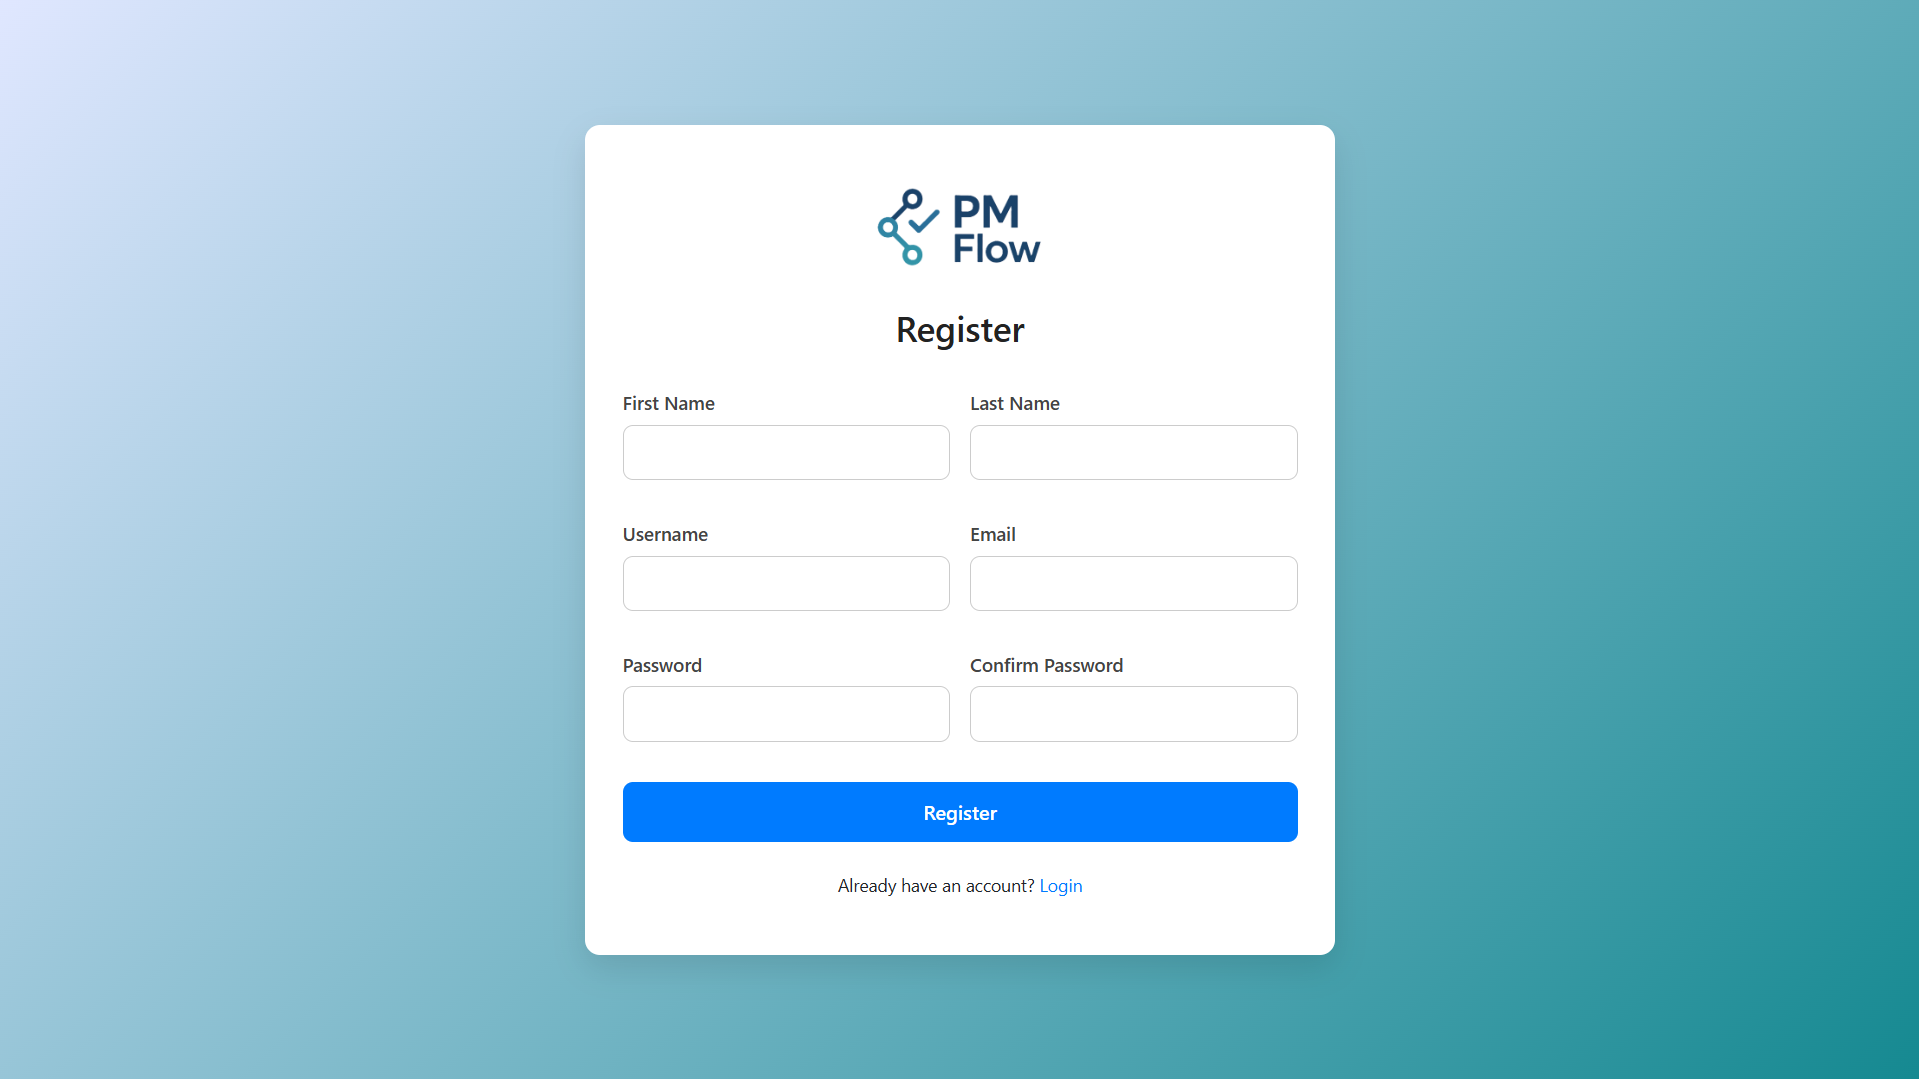 PM
Flow
Register
First Name
Last Name
Username
Email
Password
Confirm Password
Register
Already have an account? Login